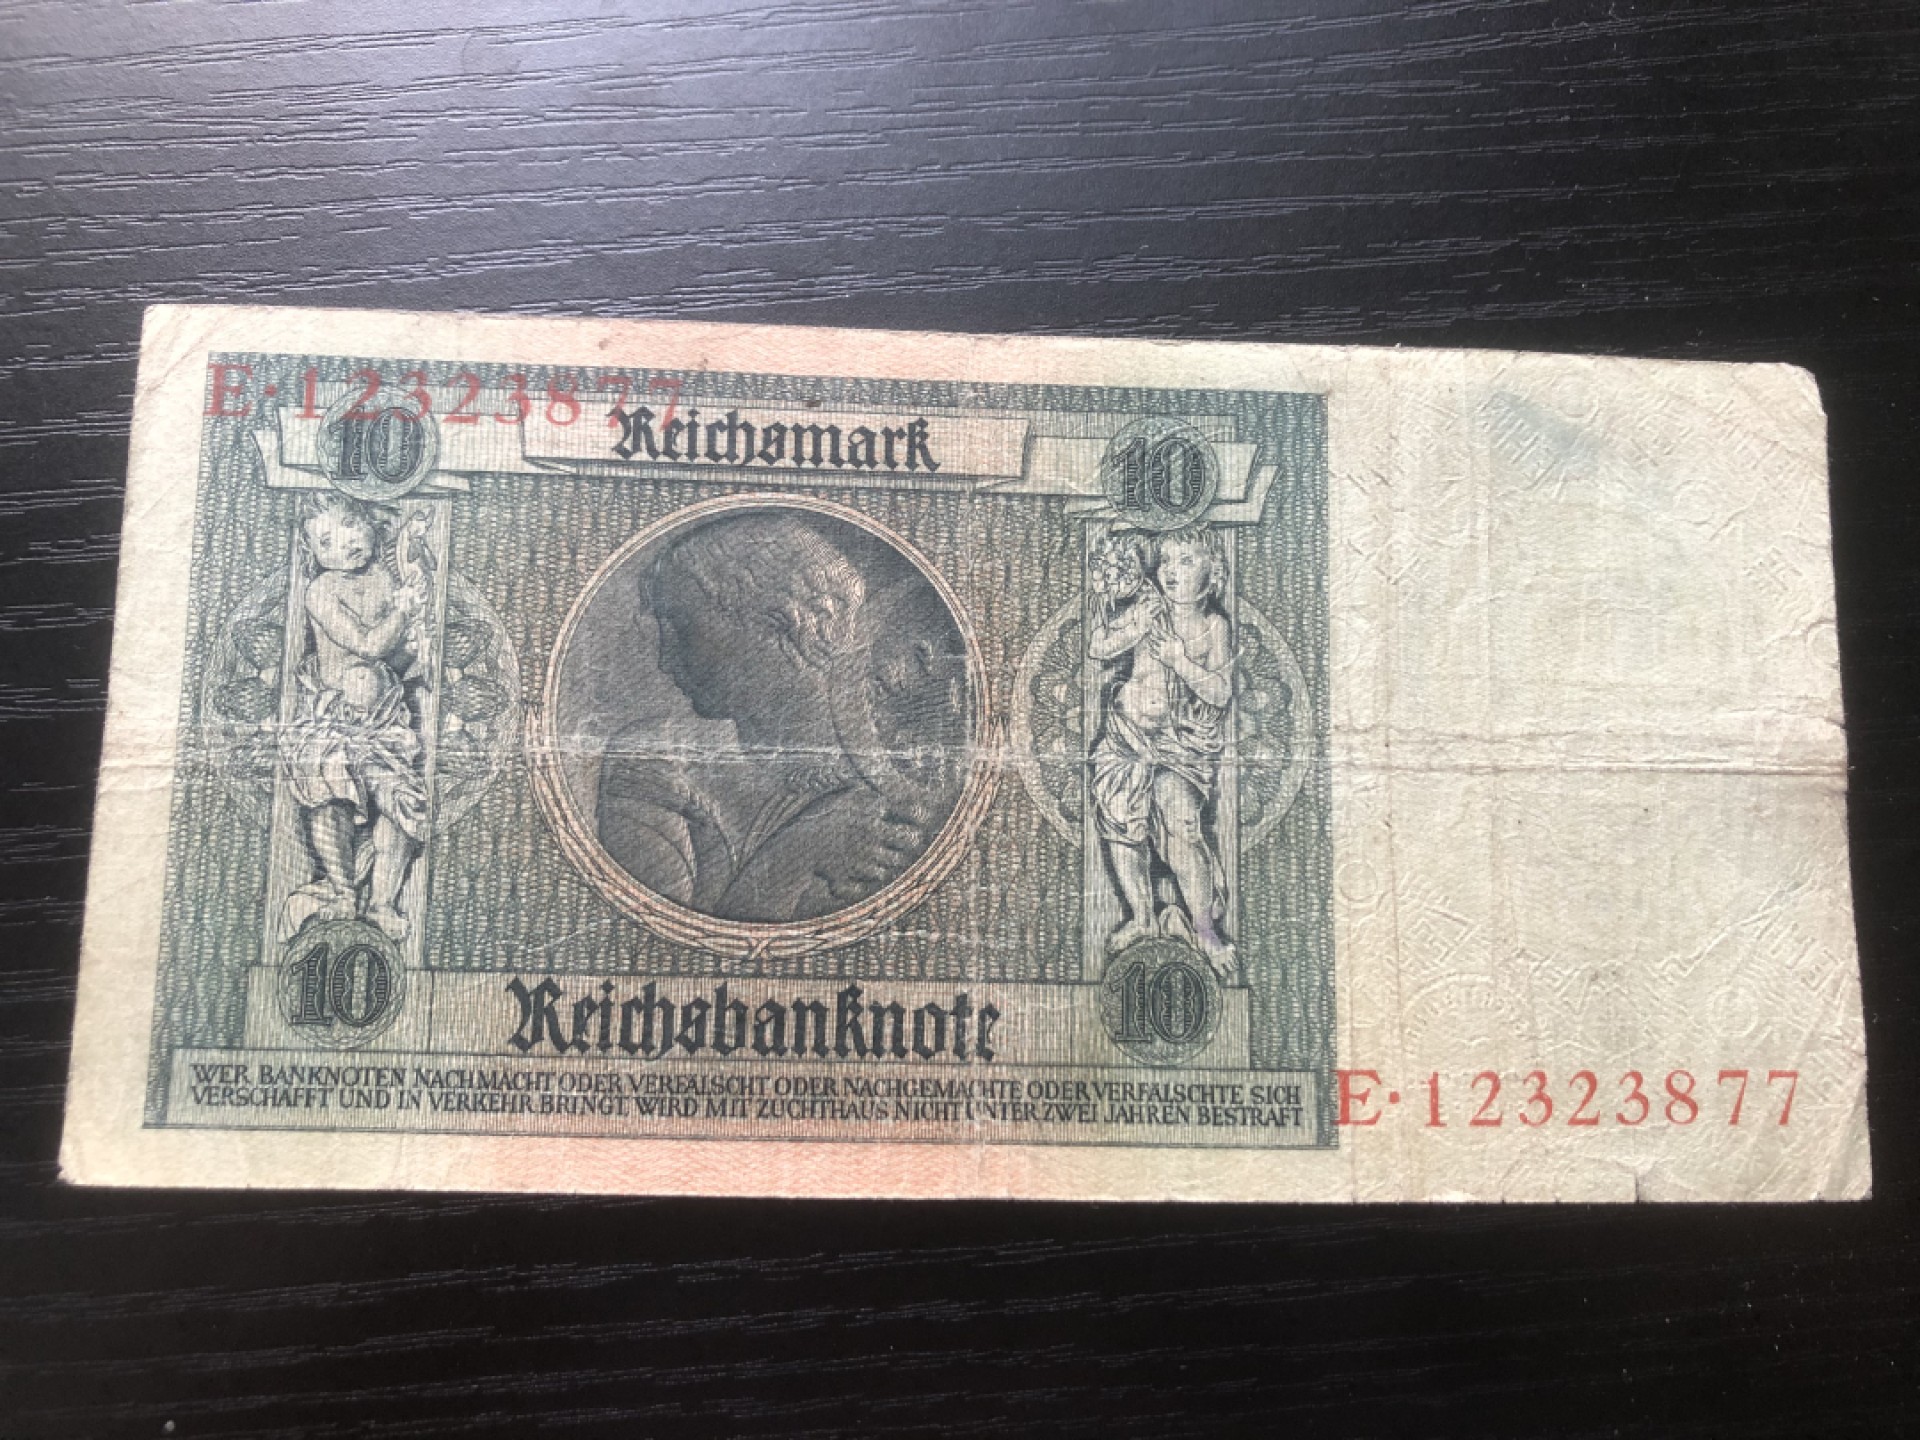 E·12323877
10 Reichsmark 10
10 Reichsbanknote 10
WER BANKNOTEN NACHMACHT ODER VERFÄLSCHT ODER NACHGEMACHTE ODER VERFÄLSCHTE SICH
VERSCHAFFT UND IN VERKEHR BRINGT, WIRD MIT ZUCHTHAUS NICHT UNTER ZWEI JAHREN BESTRAFT
E·12323877